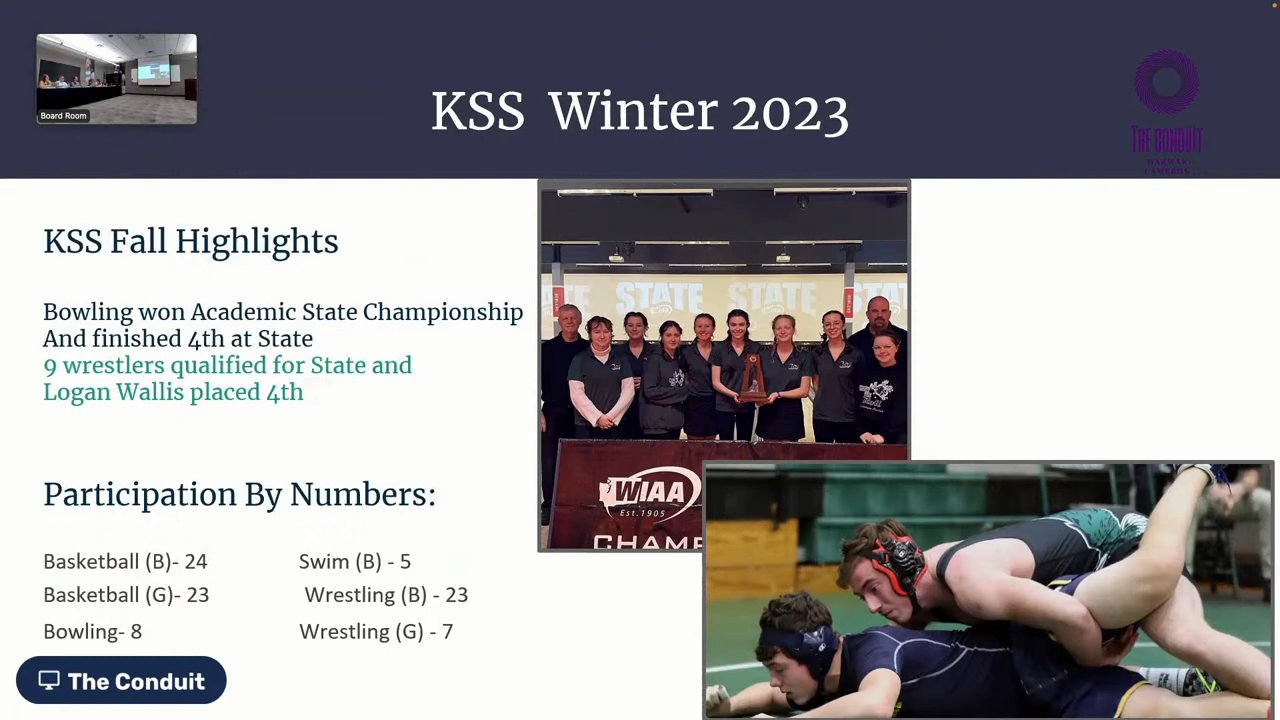 Board Room
KSS Winter 2023
THE CONDUIT
KSS Fall Highlights
Bowling won Academic State Championship
And finished 4th at State
9 wrestlers qualified for State and
Logan Wallis placed 4th
Participation By Numbers:
Basketball (B)- 24
Swim (B) - 5
Basketball (G)- 23
Wrestling (B) - 23
Bowling- 8
Wrestling (G) - 7
The Conduit
STATE STATE STA
WIAA
Est. 1905
CHAM